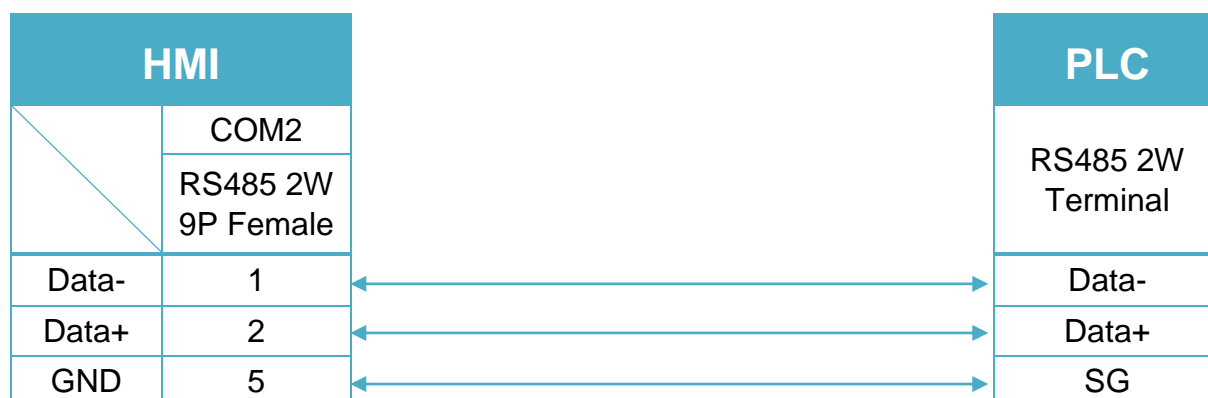 HMI
PLC
COM2
RS485 2W
9P Female
RS485 2W
Terminal
Data- 1 Data-
Data+ 2 Data+
GND 5 SG